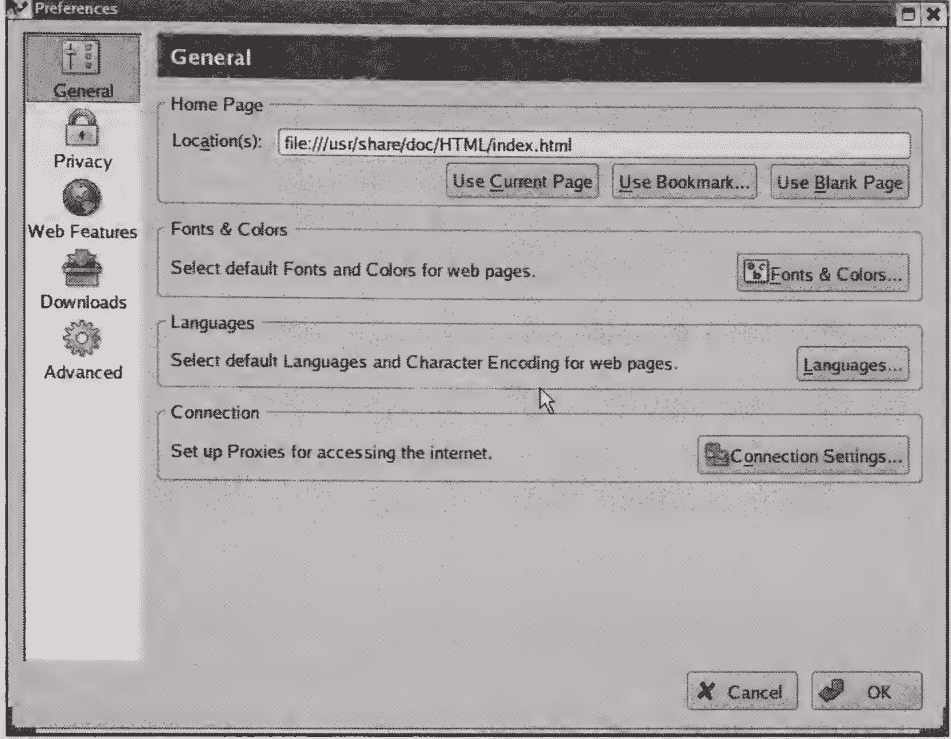 Preferences
General
General
Privacy
Web Features
Downloads
Advanced
Home Page
Location(s): file:///usr/share/doc/HTML/index.html
Use Current Page Use Bookmark... Use Blank Page
Fonts & Colors
Select default Fonts and Colors for web pages. Fonts & Colors...
Languages
Select default Languages and Character Encoding for web pages. Languages...
Connection
Set up Proxies for accessing the internet. Connection Settings...
Cancel OK